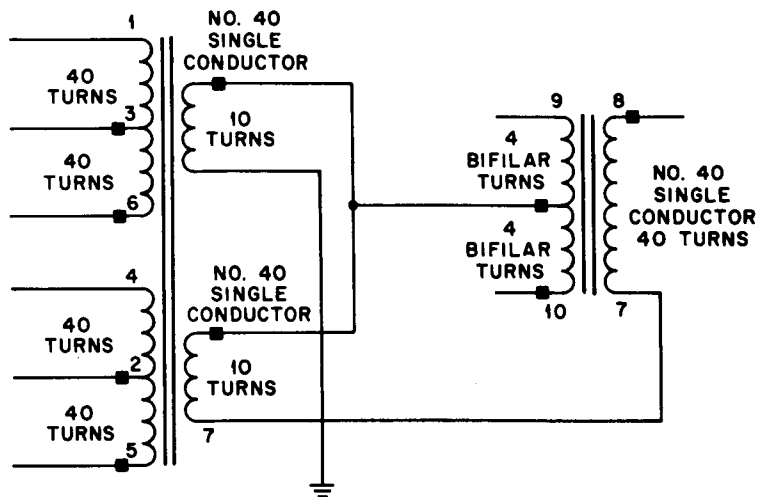 1
NO. 40
SINGLE
CONDUCTOR
40
TURNS
3
10
TURNS
40
TURNS
6
9
8
4
BIFILAR
TURNS
NO. 40
SINGLE
CONDUCTOR
40 TURNS
4
BIFILAR
TURNS
10
7
4
NO. 40
SINGLE
CONDUCTOR
40
TURNS
2
10
TURNS
40
TURNS
5
7